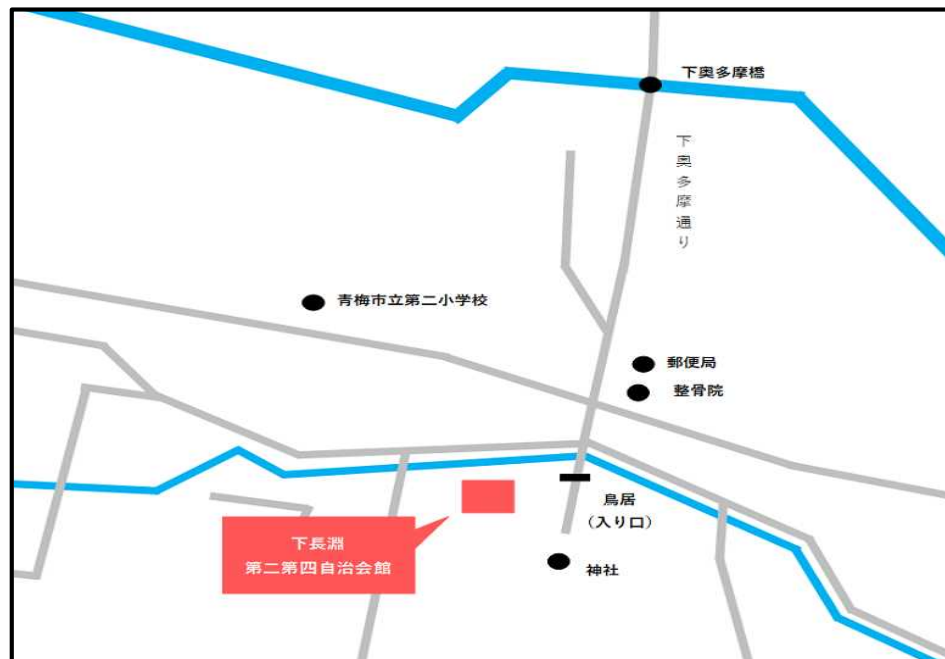 下奥多摩橋
下奥多摩通り
青梅市立第二小学校
郵便局
整骨院
鳥居
（入り口）
下長淵
第二第四自治会館
神社